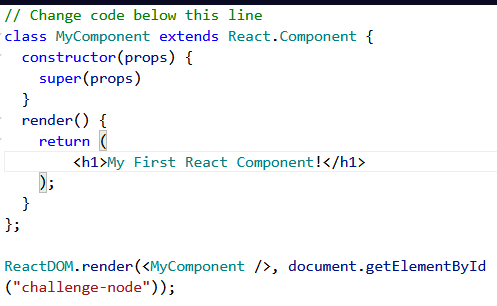 // Change code below this line
class MyComponent extends React.Component {
  constructor(props) {
    super(props)
  }
  render() {
    return (
        <h1>My First React Component!</h1>
    );
  }
};

ReactDOM.render(<MyComponent />, document.getElementById
("challenge-node"));